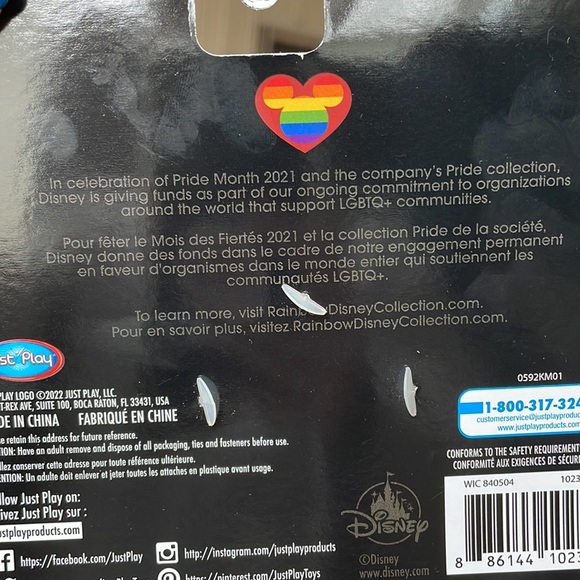 In celebration of Pride Month 2021 and the company's Pride collection,
Disney is giving funds as part of our ongoing commitment to organizations
around the world that support LGBTQ+ communities.
Pour fêter le Mois des Fiertés 2021 et la collection Pride de la société,
Disney donne des fonds dans le cadre de notre engagement permanent
en faveur d'organismes dans le monde entier qui soutiennent les
communautés LGBTQ+.
To learn more, visit Rainb DisneyCollection.com.
Pour en savoir plus, visitez RainbowDisneyCollection.com.
st Play
PLAY LOGO ©2022 JUST PLAY, LLC.
T-REX AVE, SUITE 100, BOCA RATON, FL 33431, USA
DE IN CHINA FABRIQUÉ EN CHINE
se retain this address for future reference.
TION: Have an adult remove and dispose of all packaging, ties and fasteners before use.
llez conserver cette adresse pour toute référence ultérieure.
ENTION: Un adulte doit enlever et jeter toutes les attaches en plastique avant usage.
llow Just Play on:
ivez Just Play sur :
justplayproducts.com
https://facebook.com/JustPlay
http://instagram.com/justplayproducts
https://pinterest.com/JustPlayToys
0592KM01
1-800-317-324
customerservice@justplayproduc
www.justplayproducts.com
CONFORMS TO THE SAFETY REQUIREMENT
CONFORMITÉ AUX EXIGENCES DE SÉCUR
WIC 840504 1023
Disney
©Disney
www.disney.com
8 86144 102